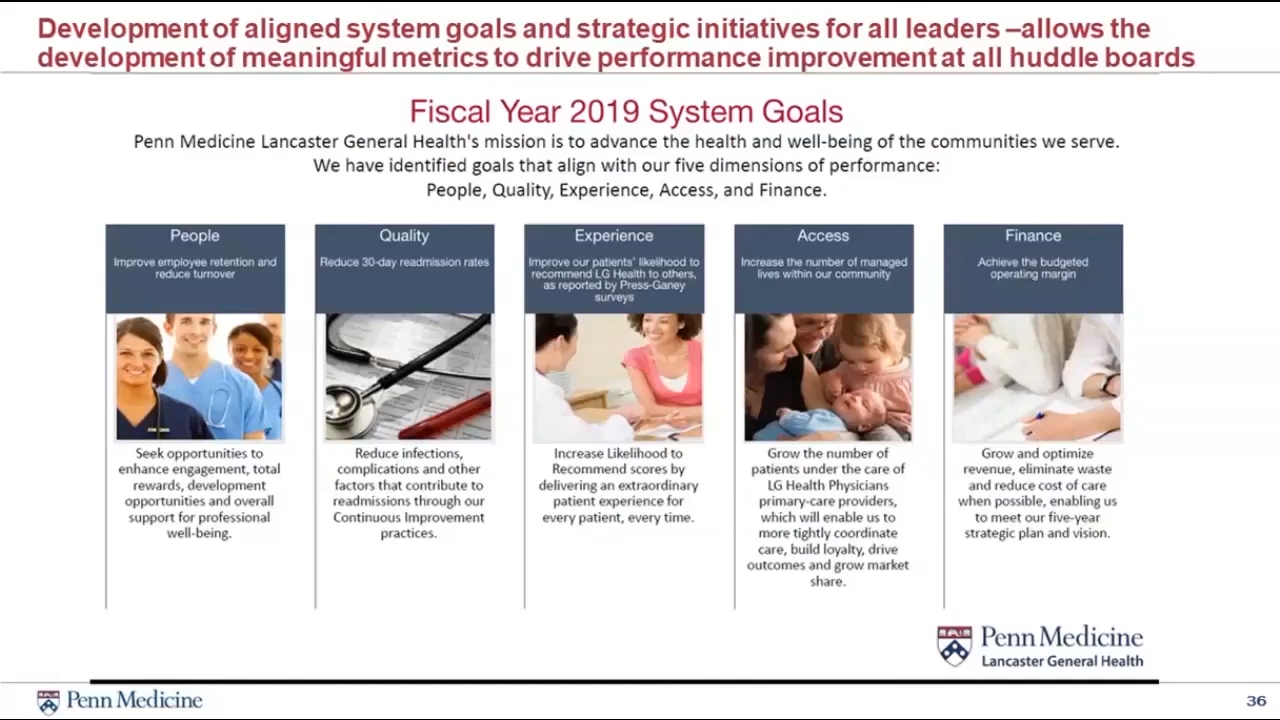 Development of aligned system goals and strategic initiatives for all leaders –allows the
development of meaningful metrics to drive performance improvement at all huddle boards
Fiscal Year 2019 System Goals
Penn Medicine Lancaster General Health's mission is to advance the health and well-being of the communities we serve.
We have identified goals that align with our five dimensions of performance:
People, Quality, Experience, Access, and Finance.
People
Improve employee retention and
reduce turnover
Seek opportunities to
enhance engagement, total
rewards, development
opportunities and overall
support for professional
well-being.
Quality
Reduce 30-day readmission rates
Reduce infections,
complications and other
factors that contribute to
readmissions through our
Continuous Improvement
practices.
Experience
Improve our patients' likelihood to
recommend LG Health to others,
as reported by Press-Ganey
surveys
Increase Likelihood to
Recommend scores by
delivering an extraordinary
patient experience for
every patient, every time.
Access
Increase the number of managed
lives within our community
Grow the number of
patients under the care of
LG Health Physicians
primary-care providers,
which will enable us to
more tightly coordinate
care, build loyalty, drive
outcomes and grow market
share.
Finance
Achieve the budgeted
operating margin
Grow and optimize
revenue, eliminate waste
and reduce cost of care
when possible, enabling us
to meet our five-year
strategic plan and vision.
Penn Medicine
Lancaster General Health
Penn Medicine
36